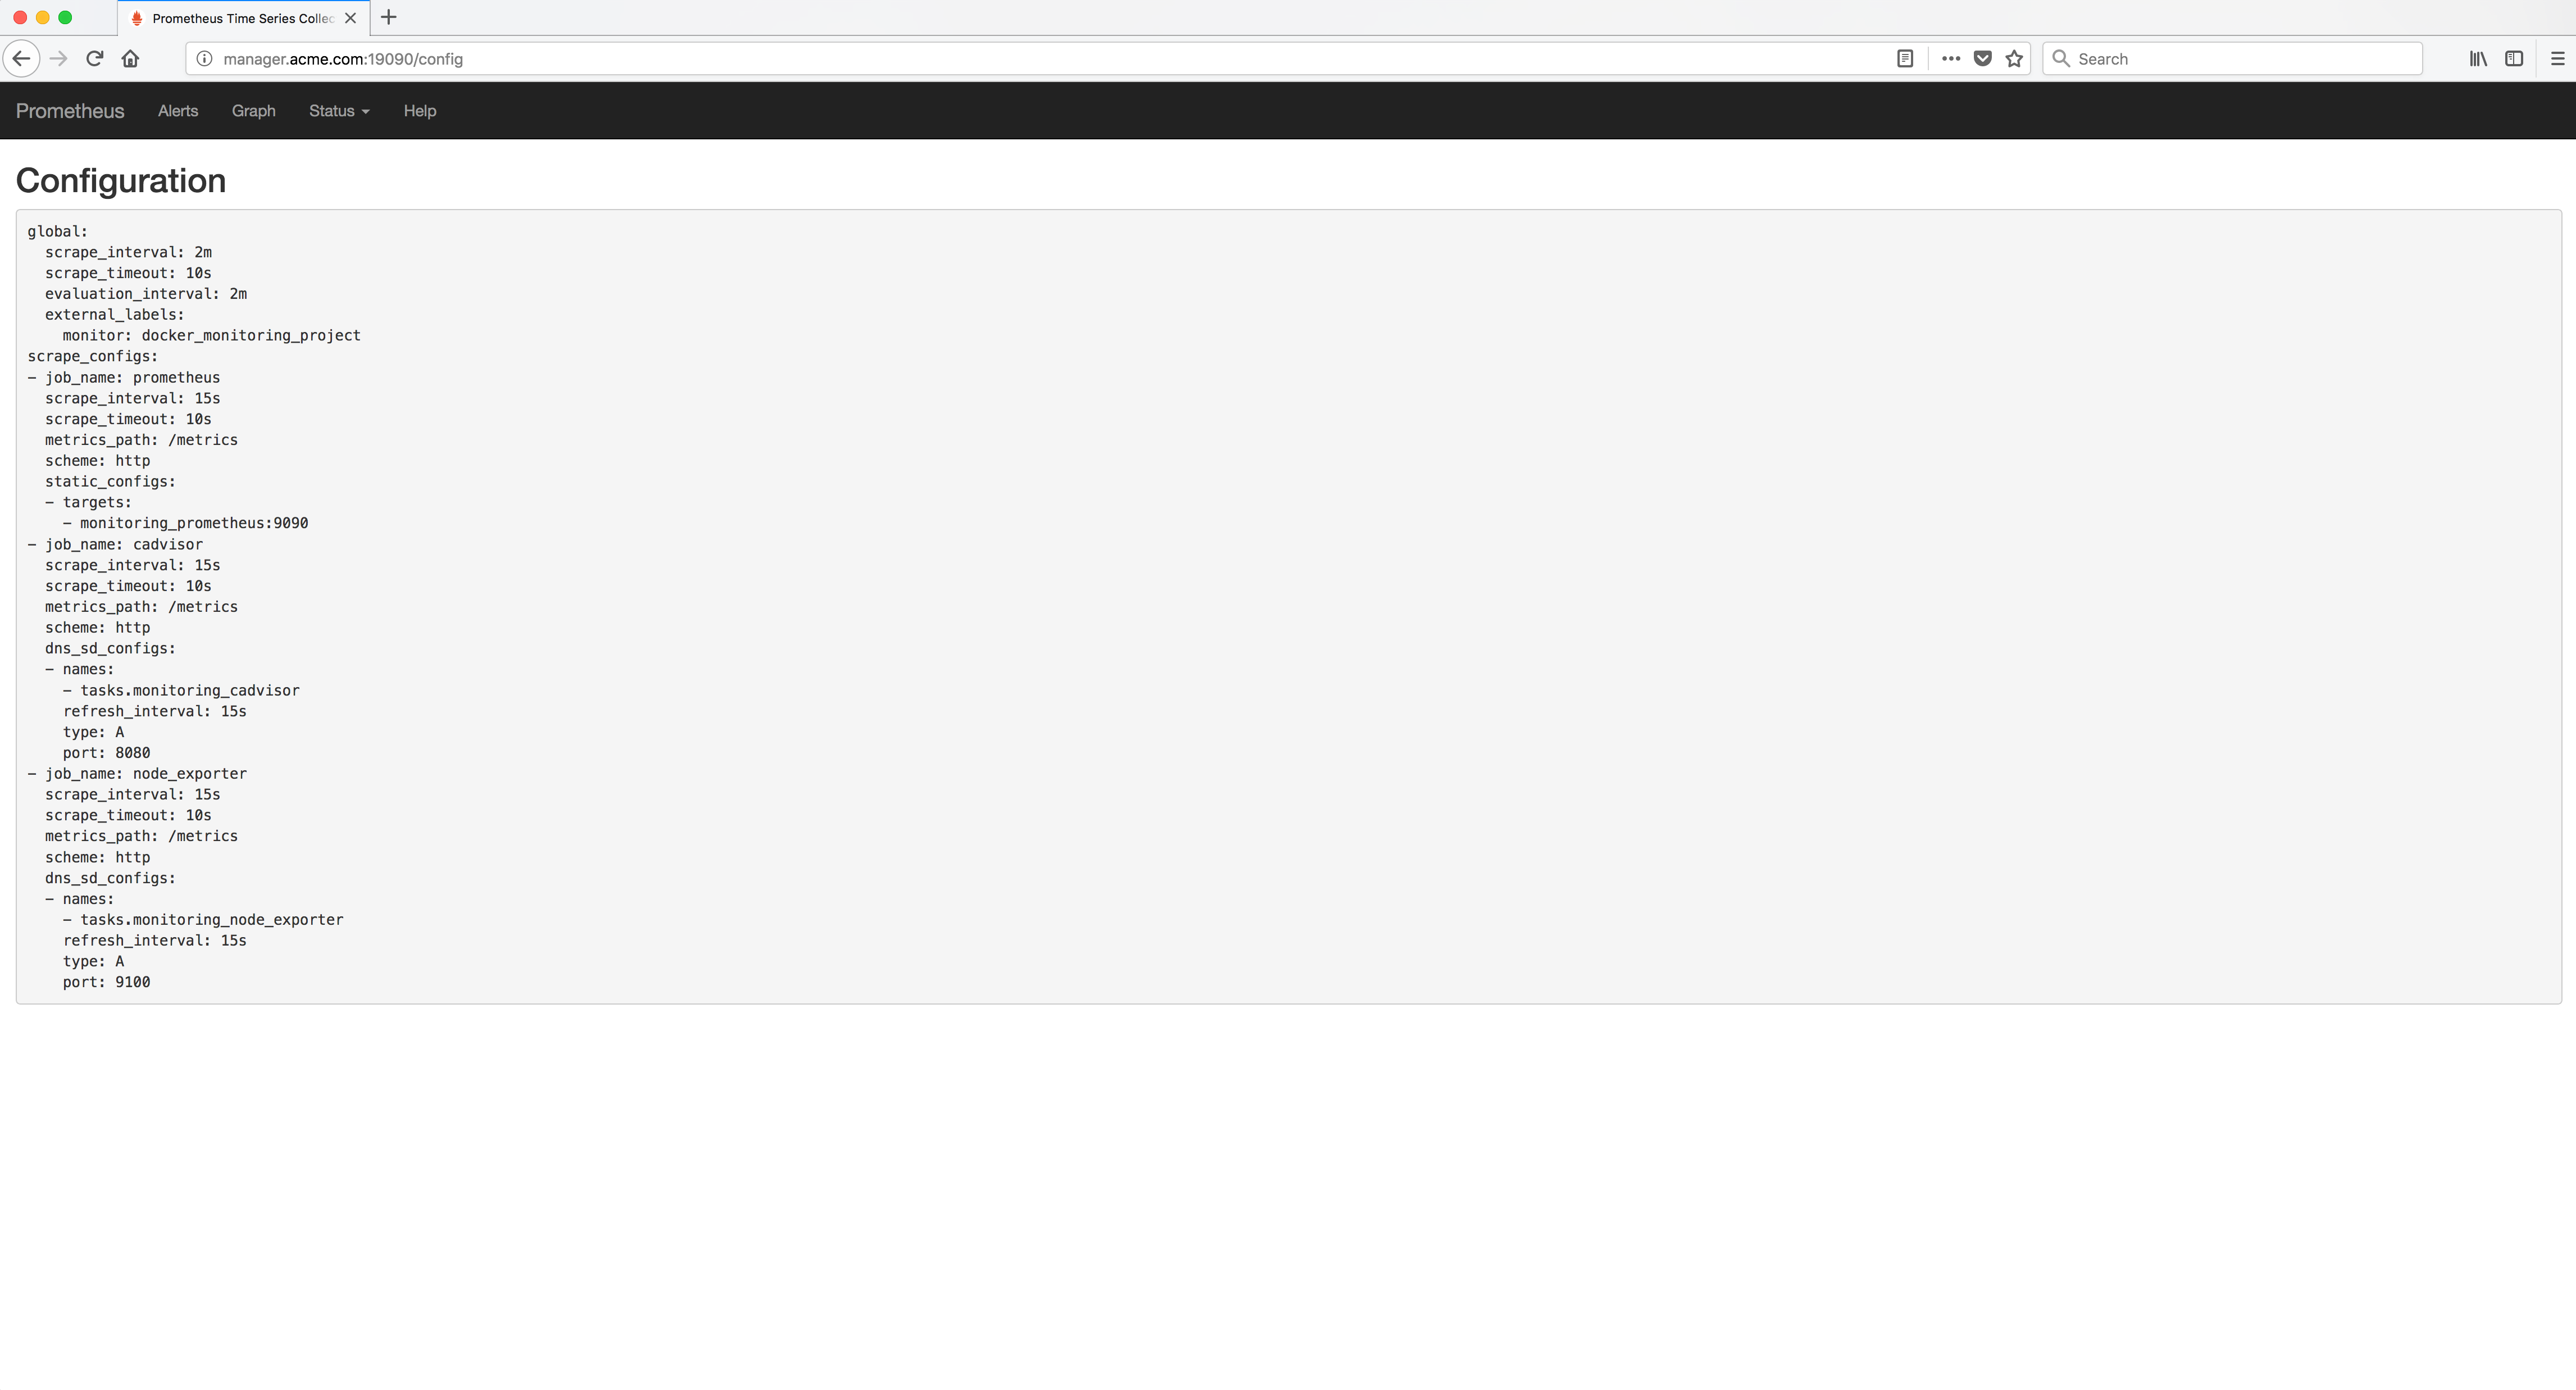 Prometheus Time Series Collec
manager.acme.com:19090/config
Search
Prometheus Alerts Graph Status Help
Configuration
global:
  scrape_interval: 2m
  scrape_timeout: 10s
  evaluation_interval: 2m
  external_labels:
    monitor: docker_monitoring_project
scrape_configs:
- job_name: prometheus
  scrape_interval: 15s
  scrape_timeout: 10s
  metrics_path: /metrics
  scheme: http
  static_configs:
  - targets:
    - monitoring_prometheus:9090
- job_name: cadvisor
  scrape_interval: 15s
  scrape_timeout: 10s
  metrics_path: /metrics
  scheme: http
  dns_sd_configs:
  - names:
    - tasks.monitoring_cadvisor
    refresh_interval: 15s
    type: A
    port: 8080
- job_name: node_exporter
  scrape_interval: 15s
  scrape_timeout: 10s
  metrics_path: /metrics
  scheme: http
  dns_sd_configs:
  - names:
    - tasks.monitoring_node_exporter
    refresh_interval: 15s
    type: A
    port: 9100